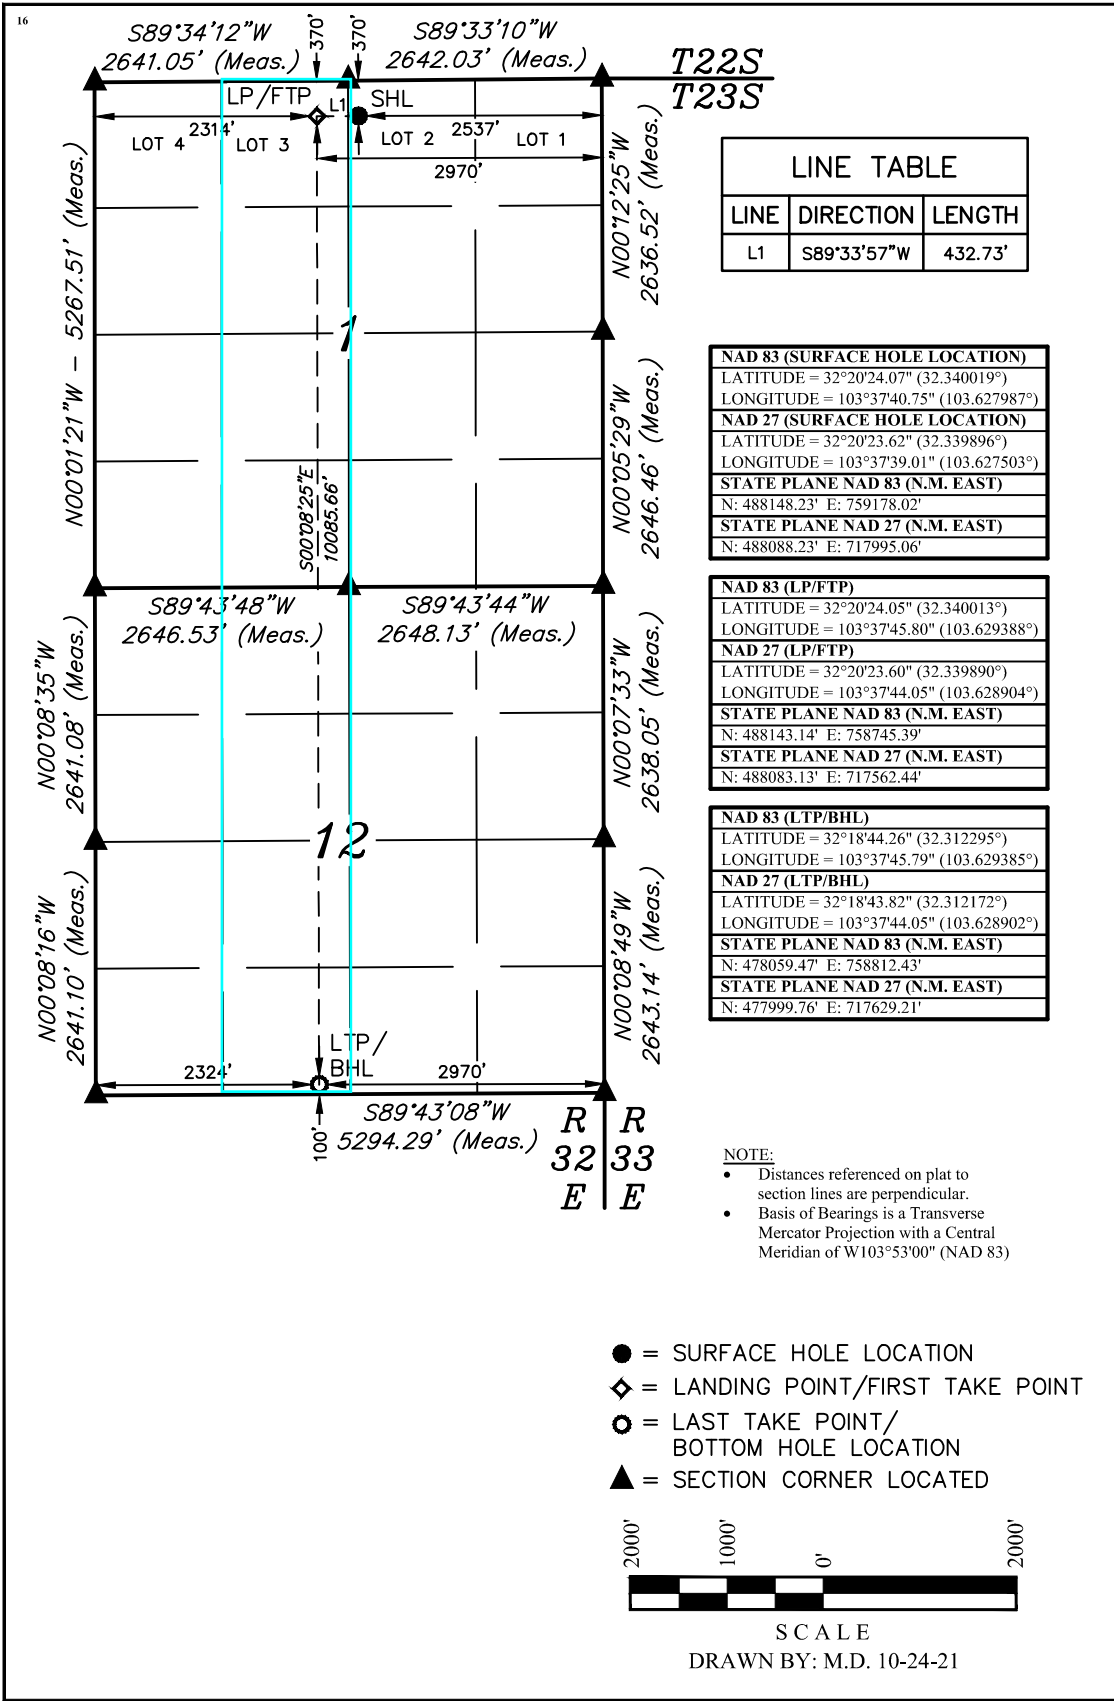 16
S89°34'12"W
2641.05' (Meas.)
370'
370'
S89°33'10"W
2642.03' (Meas.)
T22S
T23S
LP/FTP
L1
SHL
2314'
2537'
LOT 4
LOT 3
LOT 2
LOT 1
2970'
N00°01'21"W - 5267.51' (Meas.)
N00°12'25"W
2636.52' (Meas.)
1
N00°05'29"W
2646.46' (Meas.)
S00°08'25"E
10085.66'
S89°43'48"W
2646.53' (Meas.)
S89°43'44"W
2648.13' (Meas.)
N00°08'35"W
2641.08' (Meas.)
N00°07'33"W
2638.05' (Meas.)
12
N00°08'16"W
2641.10' (Meas.)
N00°08'49"W
2643.14' (Meas.)
LTP/
BHL
2324'
2970'
100'
S89°43'08"W
5294.29' (Meas.)
R R
32 33
E E
LINE TABLE
LINE DIRECTION LENGTH
L1 S89°33'57"W 432.73'
NAD 83 (SURFACE HOLE LOCATION)
LATITUDE = 32°20'24.07" (32.340019°)
LONGITUDE = 103°37'40.75" (103.627987°)
NAD 27 (SURFACE HOLE LOCATION)
LATITUDE = 32°20'23.62" (32.339896°)
LONGITUDE = 103°37'39.01" (103.627503°)
STATE PLANE NAD 83 (N.M. EAST)
N: 488148.23' E: 759178.02'
STATE PLANE NAD 27 (N.M. EAST)
N: 488088.23' E: 717995.06'
NAD 83 (LP/FTP)
LATITUDE = 32°20'24.05" (32.340013°)
LONGITUDE = 103°37'45.80" (103.629388°)
NAD 27 (LP/FTP)
LATITUDE = 32°20'23.60" (32.339890°)
LONGITUDE = 103°37'44.05" (103.628904°)
STATE PLANE NAD 83 (N.M. EAST)
N: 488143.14' E: 758745.39'
STATE PLANE NAD 27 (N.M. EAST)
N: 488083.13' E: 717562.44'
NAD 83 (LTP/BHL)
LATITUDE = 32°18'44.26" (32.312295°)
LONGITUDE = 103°37'45.79" (103.629385°)
NAD 27 (LTP/BHL)
LATITUDE = 32°18'43.82" (32.312172°)
LONGITUDE = 103°37'44.05" (103.628902°)
STATE PLANE NAD 83 (N.M. EAST)
N: 478059.47' E: 758812.43'
STATE PLANE NAD 27 (N.M. EAST)
N: 477999.76' E: 717629.21'
NOTE:
• Distances referenced on plat to
section lines are perpendicular.
• Basis of Bearings is a Transverse
Mercator Projection with a Central
Meridian of W103°53'00" (NAD 83)
= SURFACE HOLE LOCATION
= LANDING POINT/FIRST TAKE POINT
= LAST TAKE POINT/
BOTTOM HOLE LOCATION
= SECTION CORNER LOCATED
2000' 1000' 0' 2000'
SCALE
DRAWN BY: M.D. 10-24-21